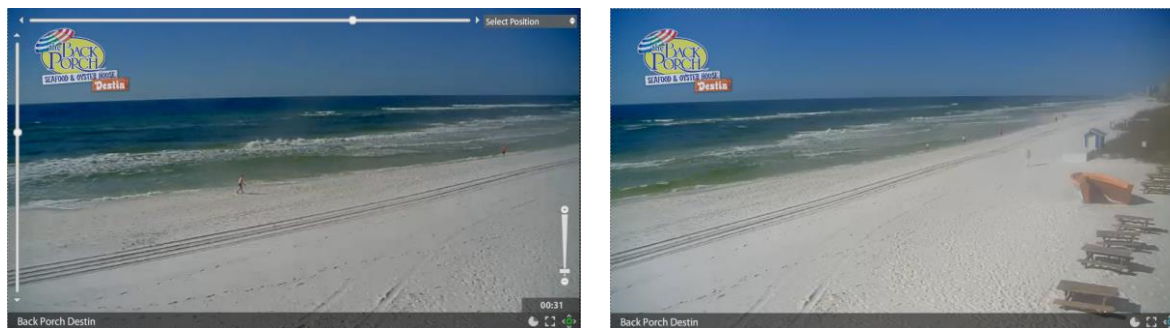 Select Position
the
BACK
PORCH
SEAFOOD & OYSTER HOUSE
Destin
00:31
Back Porch Destin
the
BACK
PORCH
SEAFOOD & OYSTER HOUSE
Destin
Back Porch Destin